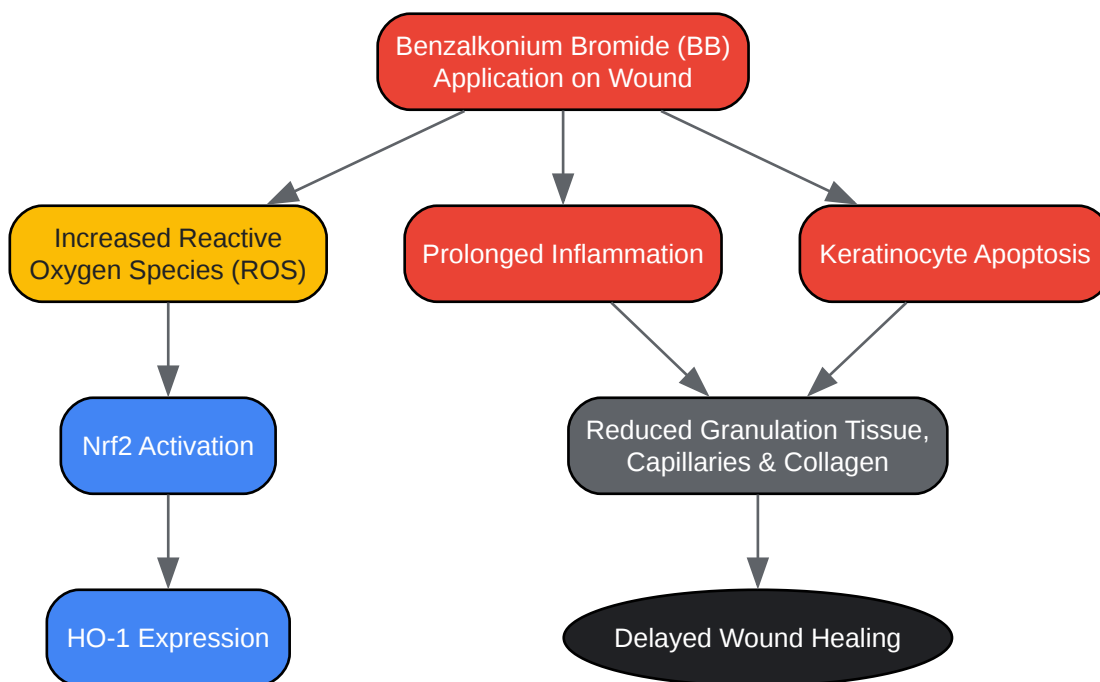 Benzalkonium Bromide (BB)
Application on Wound
Increased Reactive
Oxygen Species (ROS)
Prolonged Inflammation
Keratinocyte Apoptosis
Nrf2 Activation
Reduced Granulation Tissue,
Capillaries & Collagen
HO-1 Expression
Delayed Wound Healing